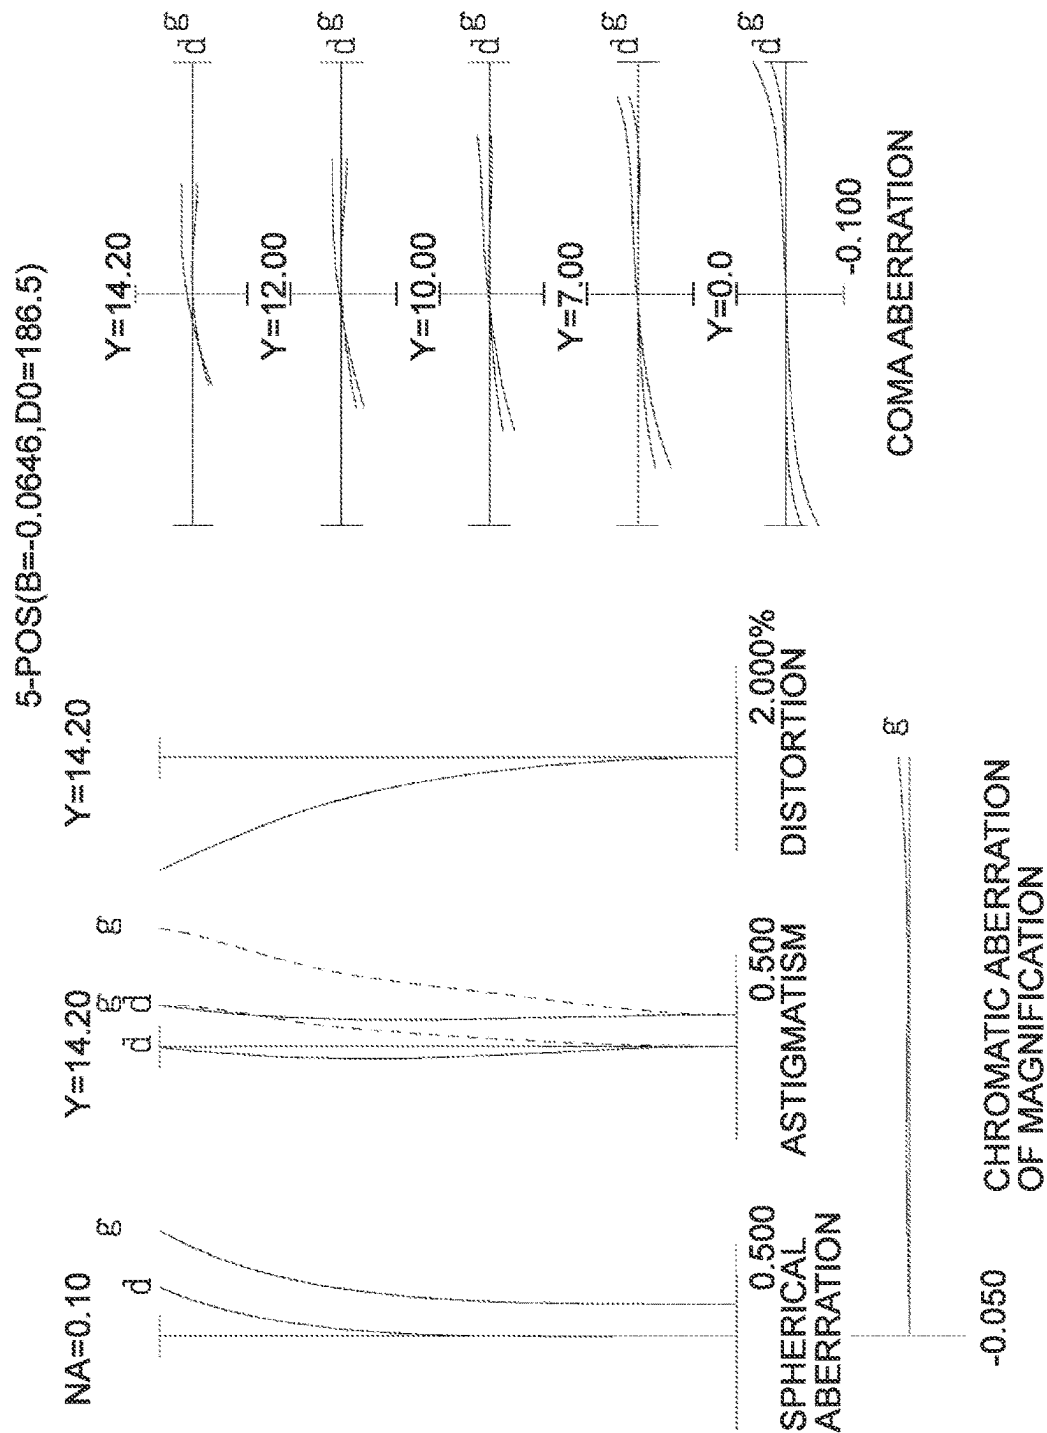 5-POS(B=-0.0646,D0=186.5)
NA=0.10
d
g
0.500
SPHERICAL
ABERRATION
Y=14.20
d
g
d
g
0.500
ASTIGMATISM
Y=14.20
2.000%
DISTORTION
Y=14.20
d
g
Y=12.00
d
g
Y=10.00
d
g
Y=7.00
d
g
Y=0.0
d
g
-0.100
COMA ABERRATION
g
-0.050
CHROMATIC ABERRATION
OF MAGNIFICATION